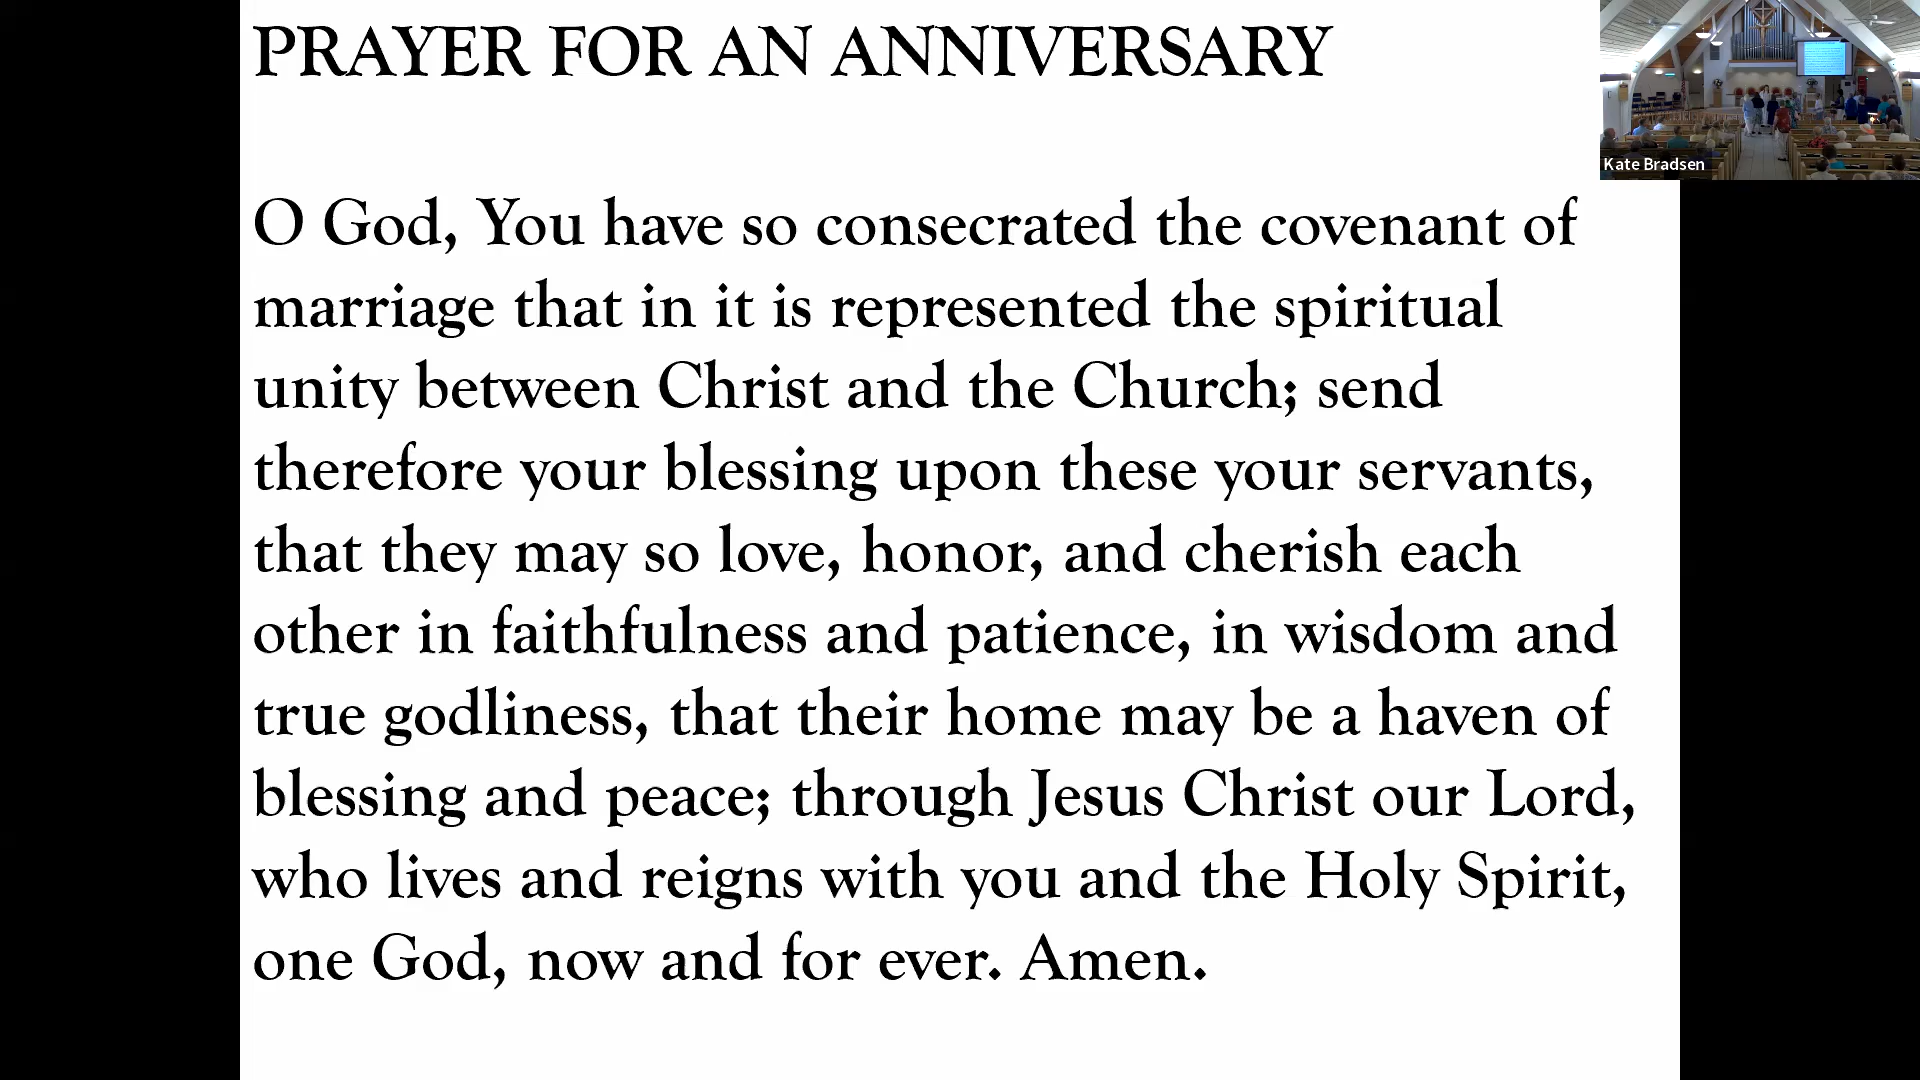 PRAYER FOR AN ANNIVERSARY
O God, You have so consecrated the covenant of
marriage that in it is represented the spiritual
unity between Christ and the Church; send
therefore your blessing upon these your servants,
that they may so love, honor, and cherish each
other in faithfulness and patience, in wisdom and
true godliness, that their home may be a haven of
blessing and peace; through Jesus Christ our Lord,
who lives and reigns with you and the Holy Spirit,
one God, now and for ever. Amen.
Kate Bradsen